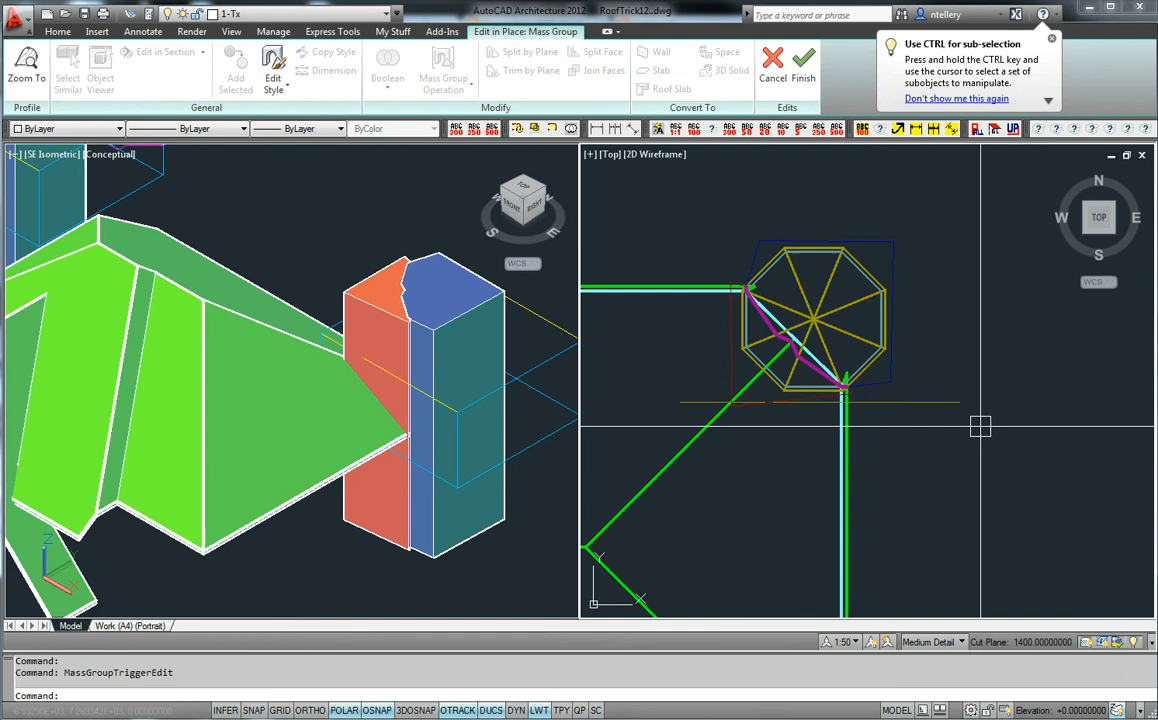 1-Tx
AutoCAD Architecture 2012 RoofTrick12.dwg
Type a keyword or phrase
ntellery
Home Insert Annotate Render View Manage Express Tools My Stuff Add-Ins Edit in Place: Mass Group
Zoom To
Select Similar
Object Viewer
Edit in Section
Add Selected
Edit Style
Copy Style
Dimension
Boolean
Mass Group Operation
Split by Plane
Trim by Plane
Split Face
Join Faces
Wall
Slab
Roof Slab
Space
3D Solid
Cancel
Finish
Profile General Modify Convert To Edits
Use CTRL for sub-selection
Press and hold the CTRL key and
use the cursor to select a set of
subobjects to manipulate.
Don't show me this again
ByLayer ByLayer ByLayer ByColor
[-] [SE Isometric] [Conceptual]
TOP
FRONT
RIGHT
W
N
S
E
WCS
Z
Y
X
[+] [Top] [2D Wireframe]
N
W
TOP
E
S
WCS
Y
X
Model Work (A4) (Portrait)
1:50 Medium Detail Cut Plane: 1400.00000000
Command:
Command: MassGroupTriggerEdit
Command:
INFER SNAP GRID ORTHO POLAR OSNAP 3DOSNAP OTRACK DUCS DYN LWT TPY QP SC
MODEL
Elevation: +0.00000000